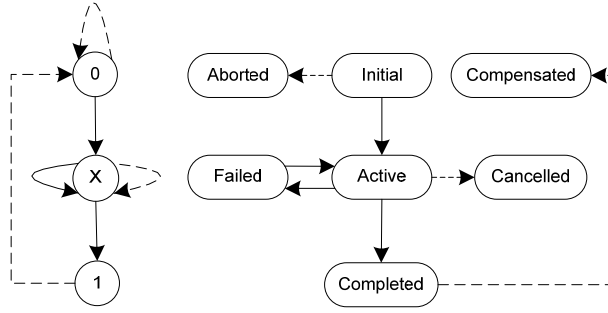 0
Aborted
Initial
Compensated
X
Failed
Active
Cancelled
1
Completed